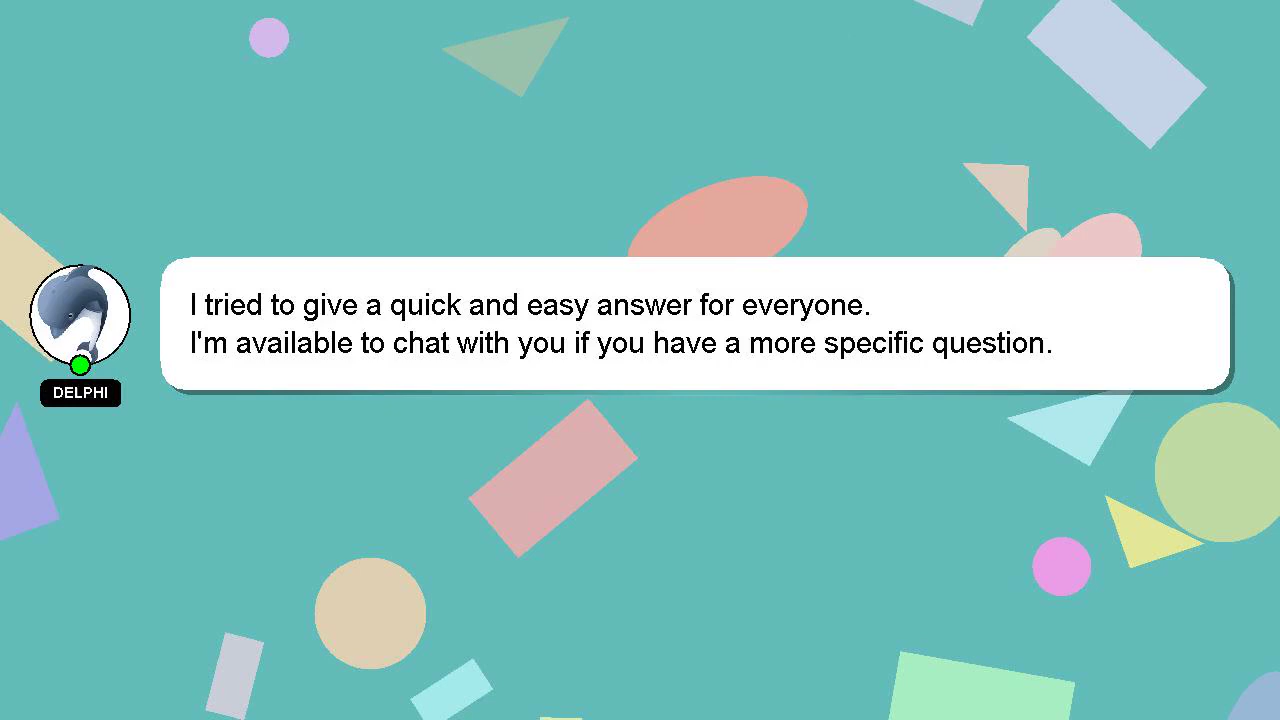 I tried to give a quick and easy answer for everyone.
I'm available to chat with you if you have a more specific question.
DELPHI